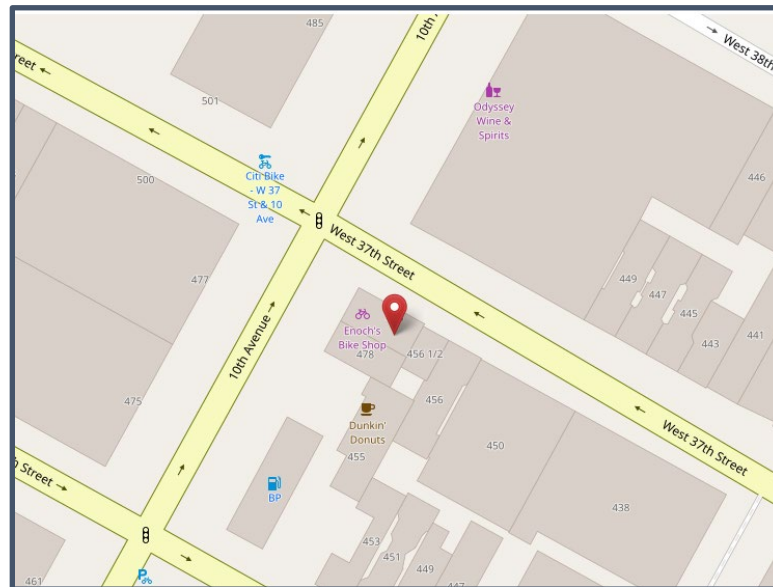 485
10th A
West 38th
treet
501
Odyssey
Wine &
Spirits
Citi Bike
- W 37
St & 10
Ave
500
446
West 37th Street
477
449
447
445
443
441
10th Avenue
Enoch's
Bike Shop
478
456 1/2
456
475
Dunkin'
Donuts
455
450
West 37th Street
h Street
BP
438
453
451
449
447
461
P